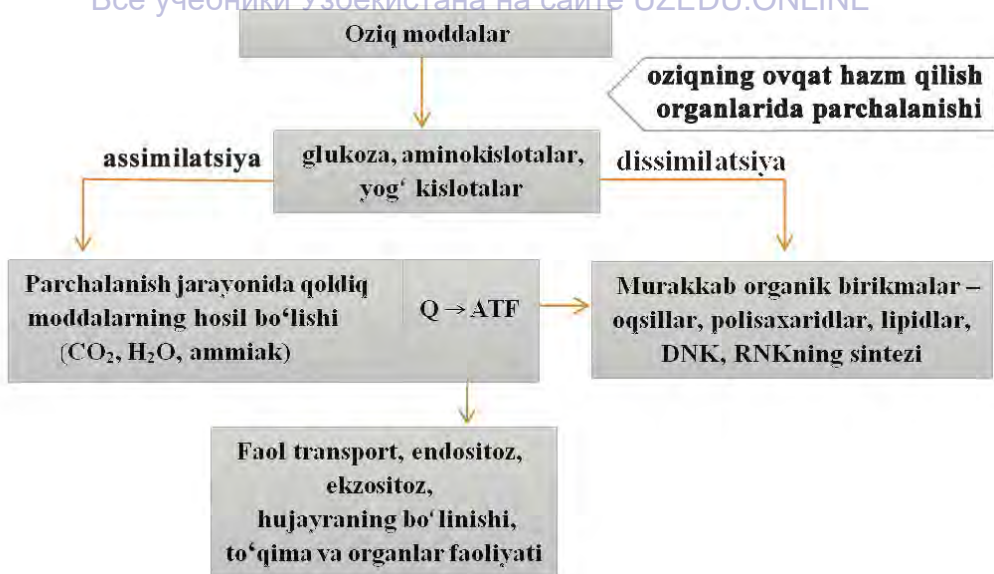 Все учебники Узбекистана на сайте UZEDU.ONLINE
Oziq moddalar
oziqning ovqat hazm qilish
organlarida parchalanishi
assimilatsiya
glukoza, aminokislotalar,
yog‘ kislotalar
dissimilatsiya
Parchalanish jarayonida qoldiq
moddalarning hosil bo‘lishi
(CO₂, H₂O, ammiak)
Q → ATF
Murakkab organik birikmalar –
oqsillar, polisaxaridlar, lipidlar,
DNK, RNKning sintezi
Faol transport, endositoz,
ekzositoz,
hujayraning bo‘linishi,
to‘qima va organlar faoliyati